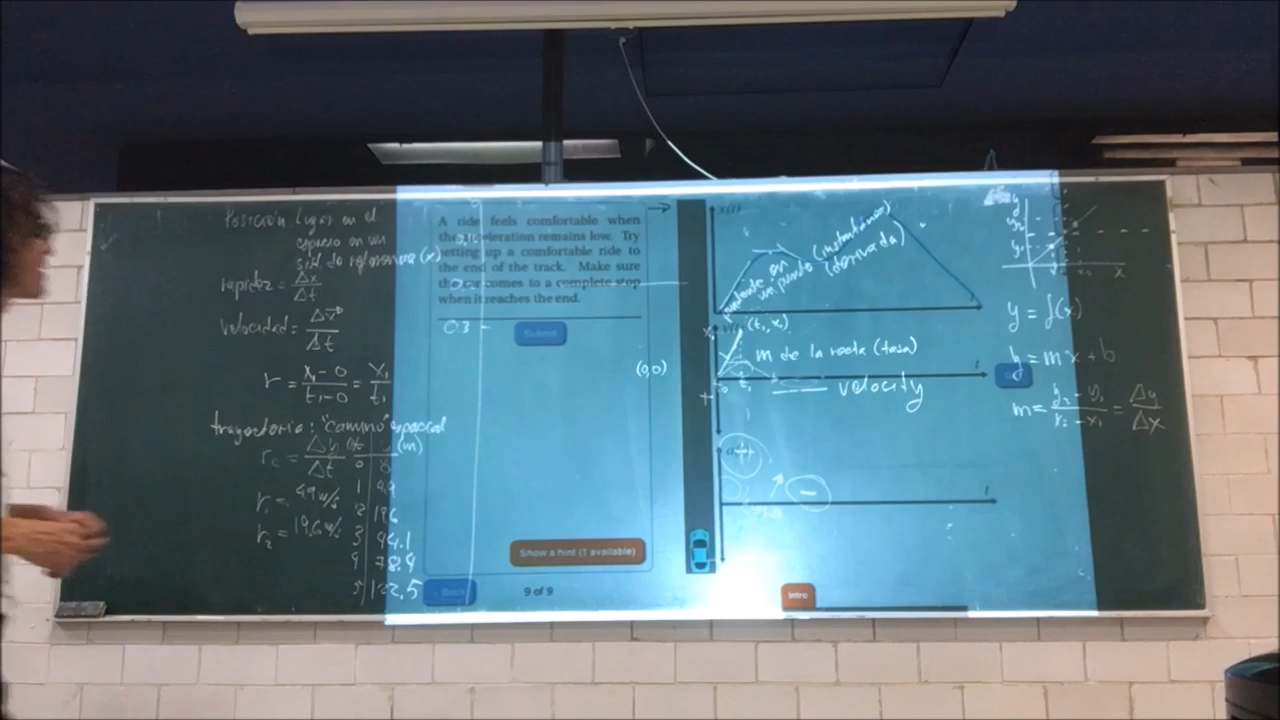 Posición lugar en el
espacio en un
sist. de referencia (x)
rapidez = Δx/Δt
velocidad = Δx/Δt
r = x₁-0/t₁-0 = x₁/t₁
trayectoria: "camino" espacial
(m)
0
1 4.9
2 19.6
3 44.1
4 78.4
5 122.5
r₁ = 4.9 m/s
r₂ = 19.6 m/s
A ride feels comfortable when
the acceleration remains low. Try
setting up a comfortable ride to
the end of the track. Make sure
the car comes to a complete stop
when it reaches the end.
0.3
Submit
Show a hint (1 available)
Back
9 of 9
x(t)
pendiente en
un punto (instantánea)
(derivada)
t
(t₁, x₁)
m de la recta (tasa)
(0,0)
t
velocity
+
-
t
Intro
y
y₂
y₁
x
y = f(x)
y = mx + b
m = y₂ - y₁/x₂ - x₁ = Δy/Δx